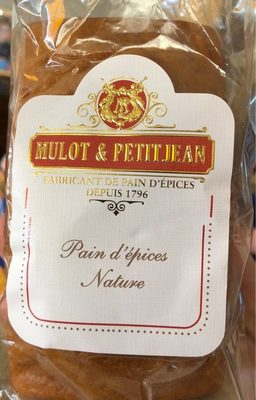 MULOT & PETITJEAN
FABRICANT DE PAIN D'ÉPICES
DEPUIS 1796
Pain d'épices
Nature